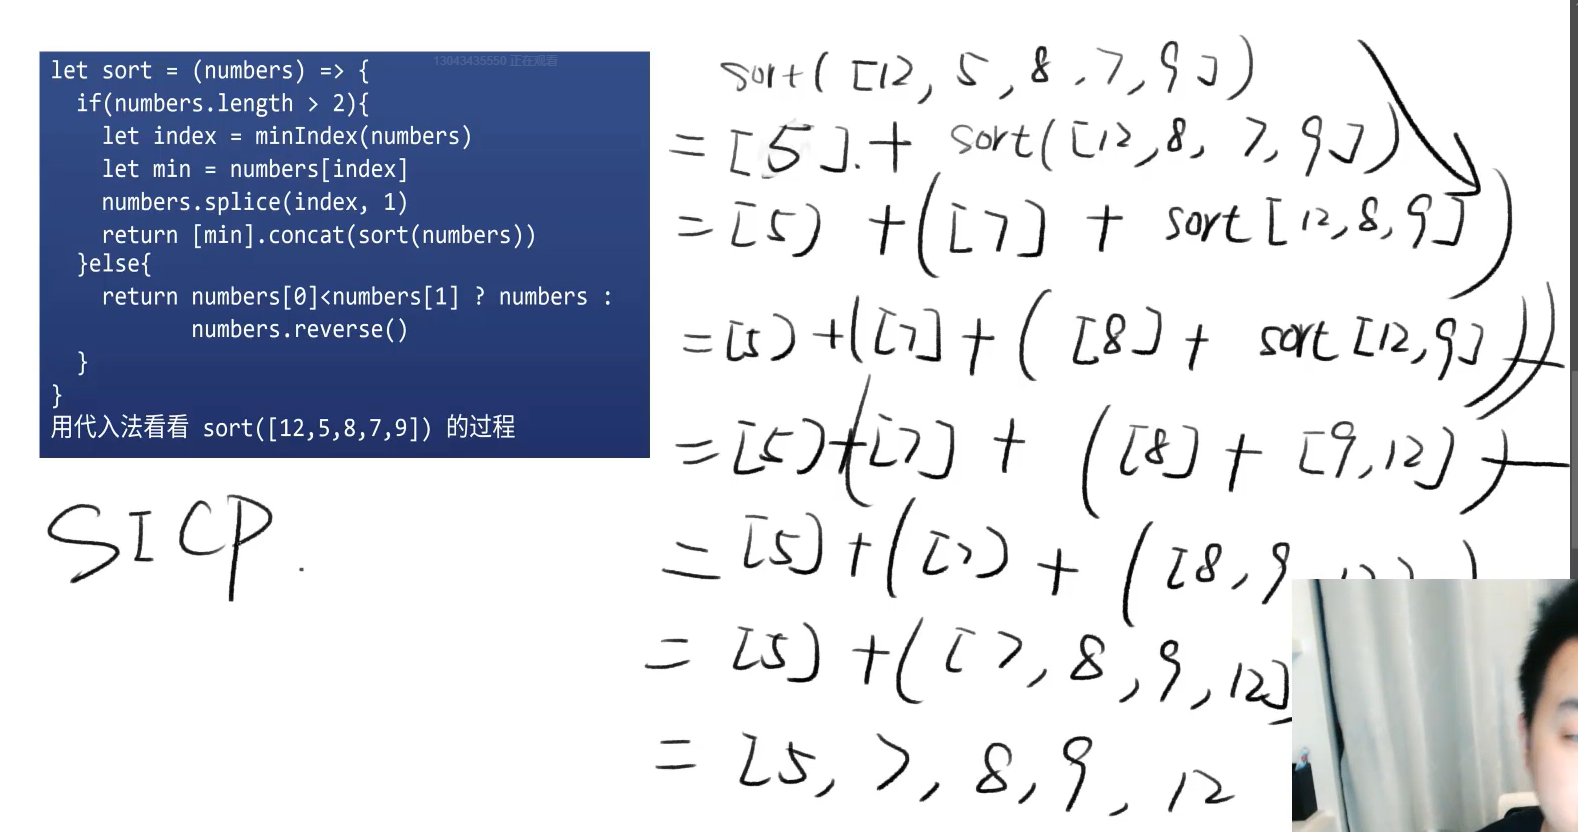 13043435550 正在观看
let sort = (numbers) => {
if(numbers.length > 2){
let index = minIndex(numbers)
let min = numbers[index]
numbers.splice(index, 1)
return [min].concat(sort(numbers))
}else{
return numbers[0]<numbers[1] ? numbers :
numbers.reverse()
}
}
用代入法看看 sort([12,5,8,7,9]) 的过程
SICP.
sort([12, 5, 8, 7, 9])
= [5] + sort([12, 8, 7, 9])
= [5] + ([7] + sort[12, 8, 9])
= [5] + ([7] + ([8] + sort[12, 9]))
= [5] + ([7] + ([8] + [9, 12])
= [5] + ([7] + ([8, 9
= [5] + ([7, 8, 9, 12]
= [5, 7, 8, 9, 12